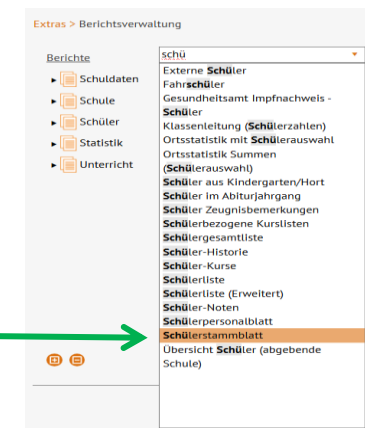 Extras > Berichtsverwaltung
Berichte
Schuldaten
Schule
Schüler
Statistik
Unterricht
schü
Externe Schüler
Fahrschüler
Gesundheitsamt Impfnachweis -
Schüler
Klassenleitung (Schülerzahlen)
Ortsstatistik mit Schülerauswahl
Ortsstatistik Summen
(Schülerauswahl)
Schüler aus Kindergarten/Hort
Schüler im Abiturjahrgang
Schüler Zeugnisbemerkungen
Schülerbezogene Kurslisten
Schülergesamtliste
Schüler-Historie
Schüler-Kurse
Schülerliste
Schülerliste (Erweitert)
Schüler-Noten
Schülerpersonalblatt
Schülerstammblatt
Übersicht Schüler (abgebende
Schule)